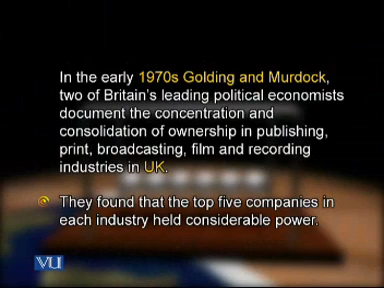 In the early 1970s Golding and Murdock,
two of Britain's leading political economists
document the concentration and
consolidation of ownership in publishing,
print, broadcasting, film and recording
industries in UK.
They found that the top five companies in
each industry held considerable power.
VU